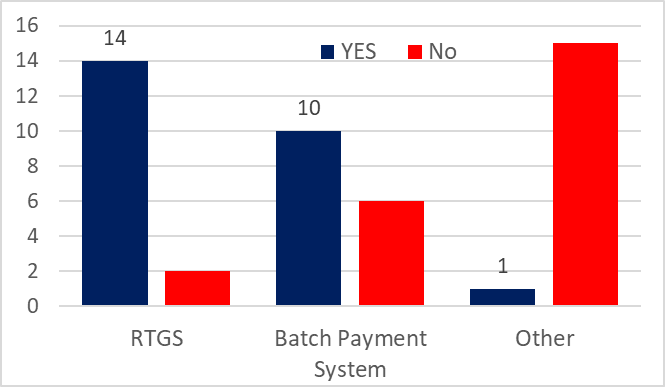 16
14
12
10
8
6
4
2
0
14
10
1
YES No
RTGS
Batch Payment
System
Other